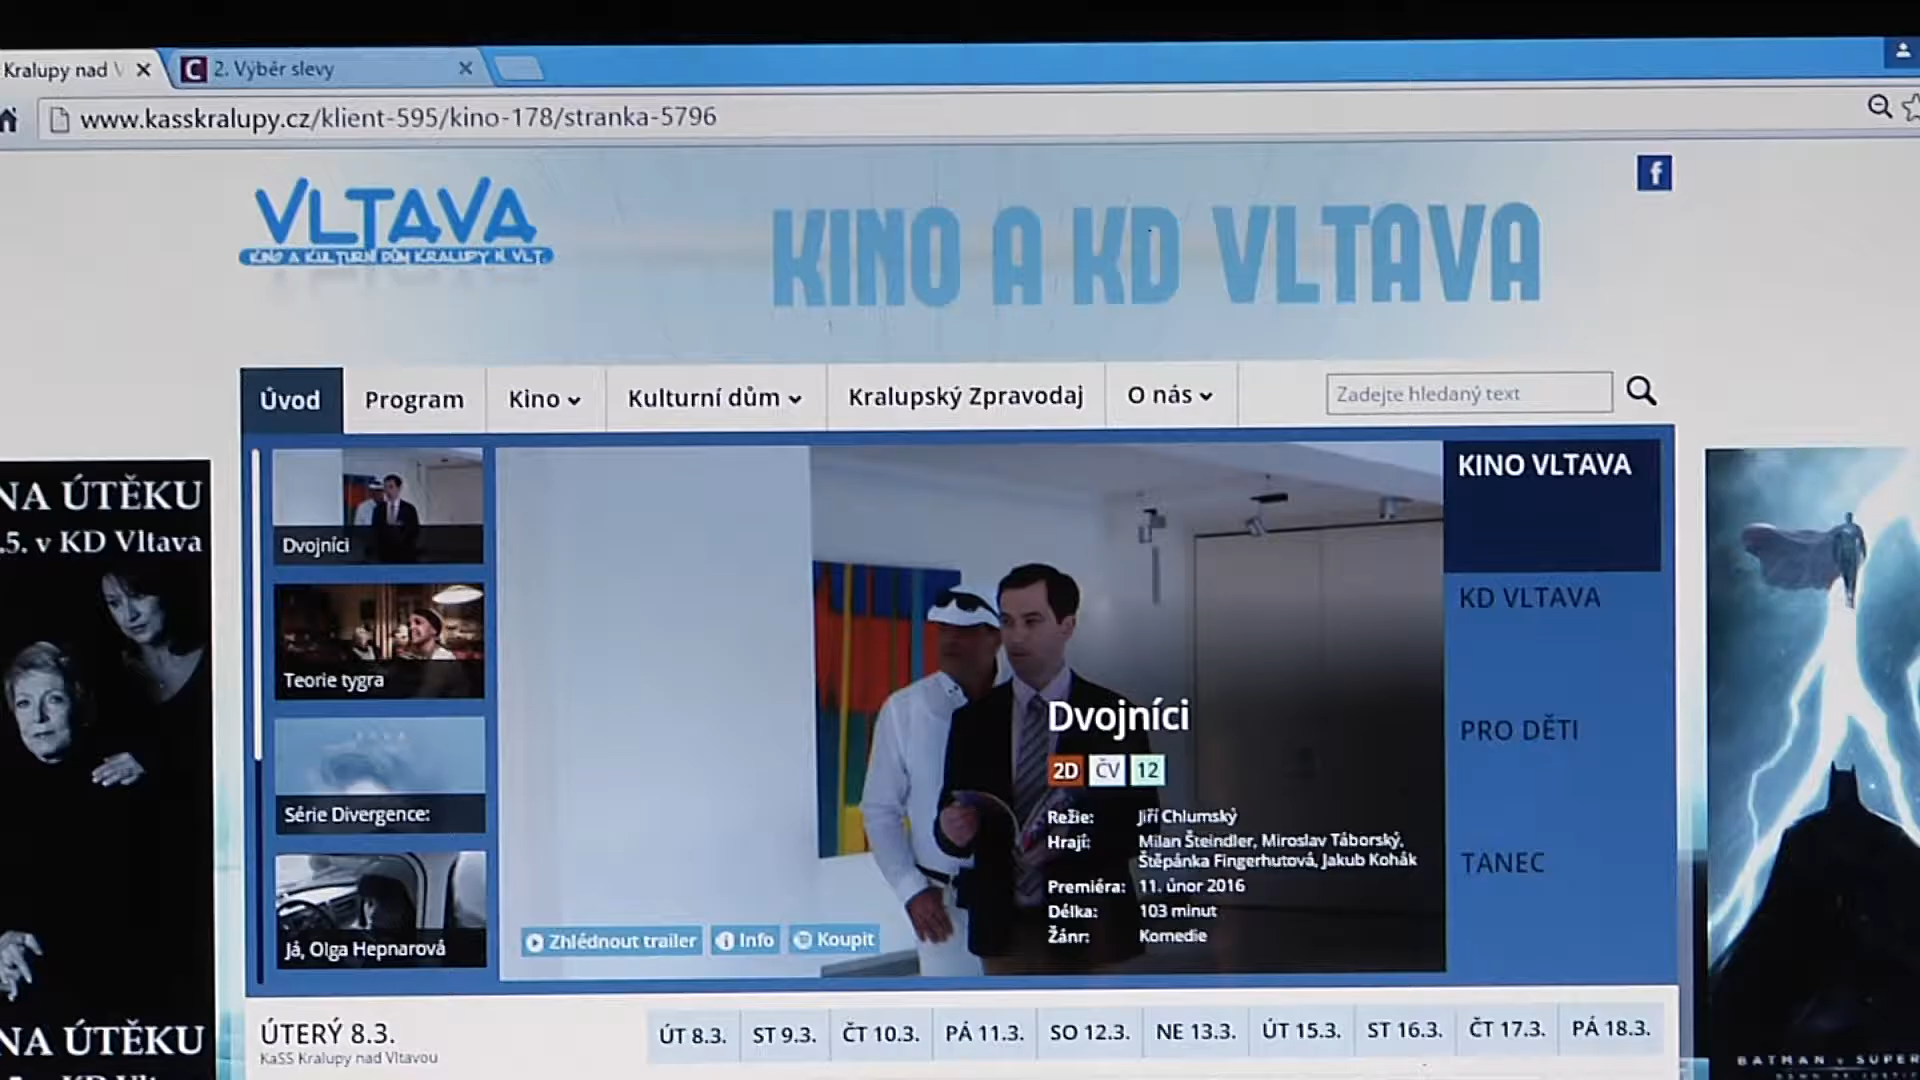 Kralupy nad V
2. Výběr slevy
www.kasskralupy.cz/klient-595/kino-178/stranka-5796
VLTAVA
KINO A KULTURNÍ DŮM KRALUPY N. VLT.
KINO A KD VLTAVA
f
Úvod
Program
Kino
Kulturní dům
Kralupský Zpravodaj
O nás
Zadejte hledaný text
NA ÚTĚKU
.5. v KD Vltava
NA ÚTĚKU
Dvojníci
Teorie tygra
Série Divergence:
Já, Olga Hepnarová
Zhlédnout trailer
Info
Koupit
Dvojníci
2D ČV 12
Režie: Jiří Chlumský
Hrají: Milan Šteindler, Miroslav Táborský,
Štěpánka Fingerhutová, Jakub Kohák
Premiéra: 11. únor 2016
Délka: 103 minut
Žánr: Komedie
KINO VLTAVA
KD VLTAVA
PRO DĚTI
TANEC
BATMAN v SUPER
ÚTERÝ 8.3.
KaSS Kralupy nad Vltavou
ÚT 8.3.
ST 9.3.
ČT 10.3.
PÁ 11.3.
SO 12.3.
NE 13.3.
ÚT 15.3.
ST 16.3.
ČT 17.3.
PÁ 18.3.